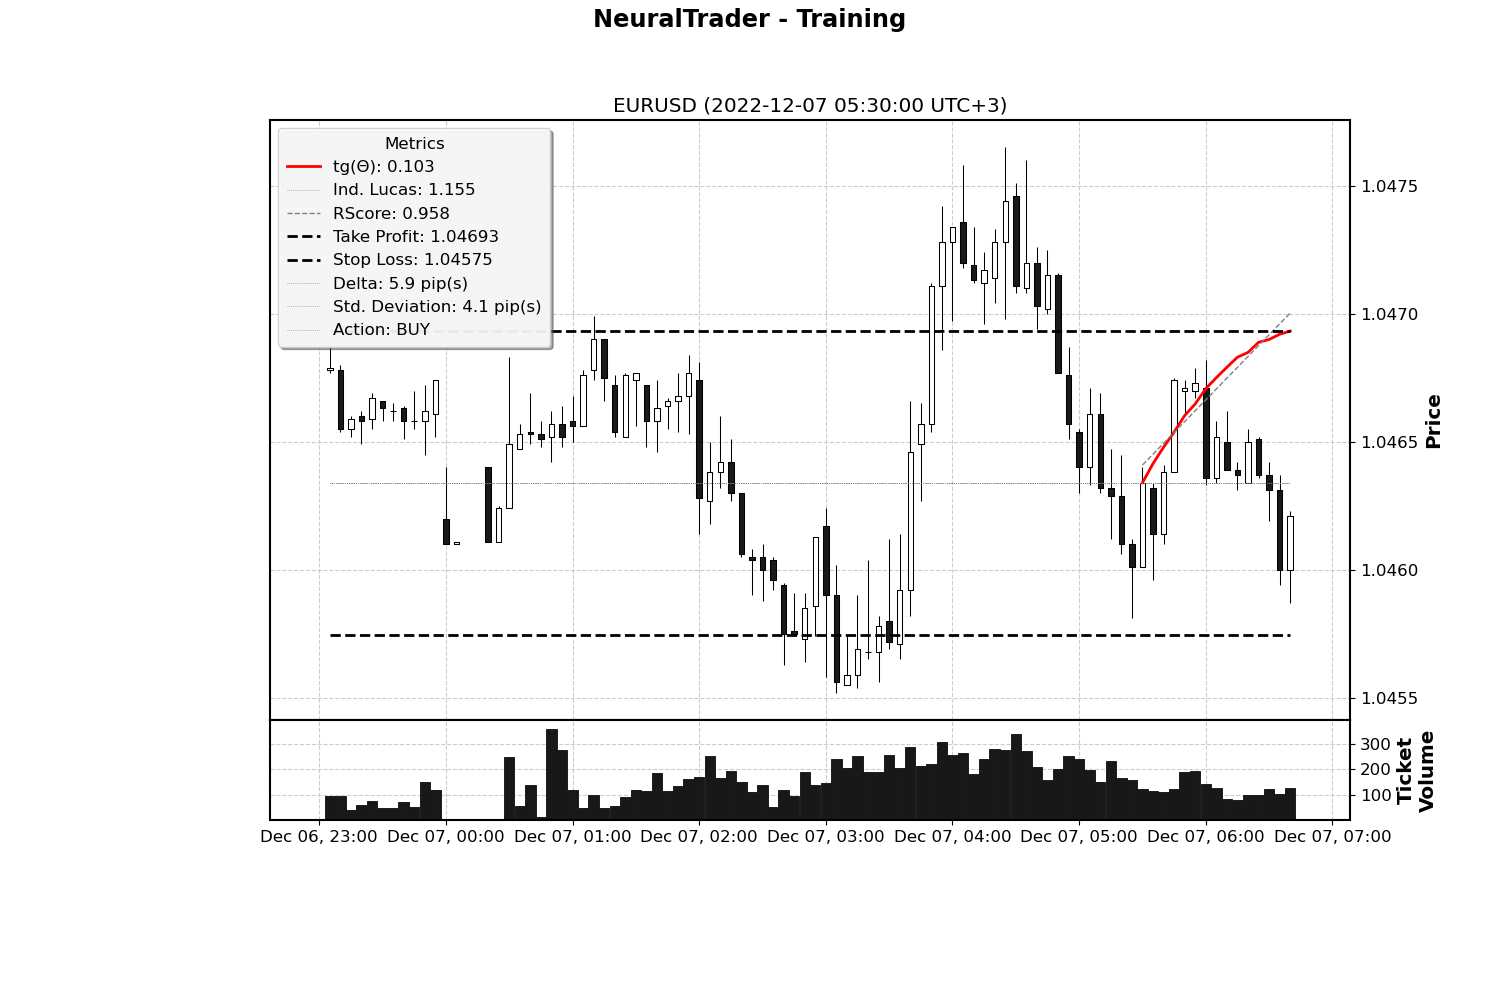 NeuralTrader - Training
EURUSD (2022-12-07 05:30:00 UTC+3)
Metrics
tg(Θ): 0.103
Ind. Lucas: 1.155
RScore: 0.958
Take Profit: 1.04693
Stop Loss: 1.04575
Delta: 5.9 pip(s)
Std. Deviation: 4.1 pip(s)
Action: BUY
1.0475
1.0470
1.0465
1.0460
1.0455
Price
300
200
100
Ticket
Volume
Dec 06, 23:00 Dec 07, 00:00 Dec 07, 01:00 Dec 07, 02:00 Dec 07, 03:00 Dec 07, 04:00 Dec 07, 05:00 Dec 07, 06:00 Dec 07, 07:00